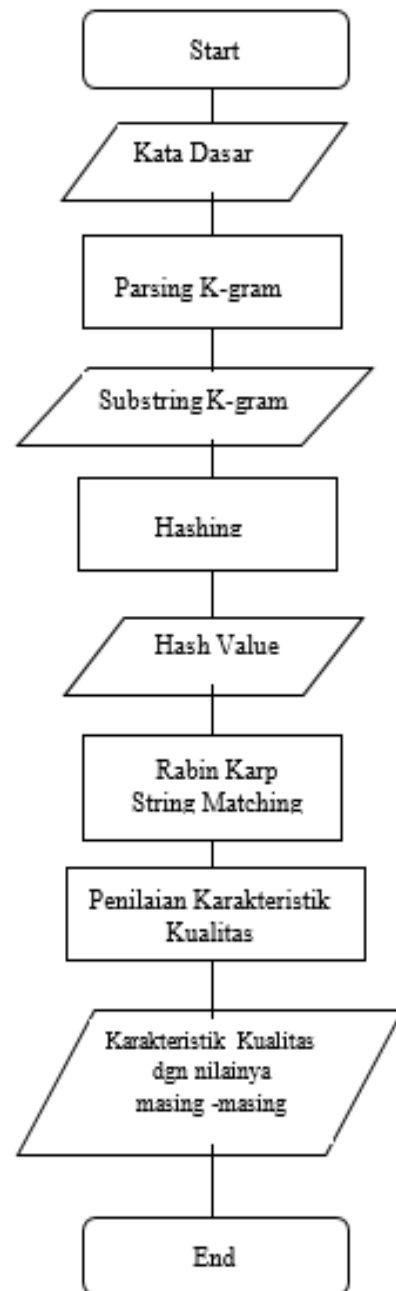 Start
Kata Dasar
Parsing K-gram
Substring K-gram
Hashing
Hash Value
Rabin Karp
String Matching
Penilaian Karakteristik
Kualitas
Karakteristik Kualitas
dgn nilainya
masing -masing
End